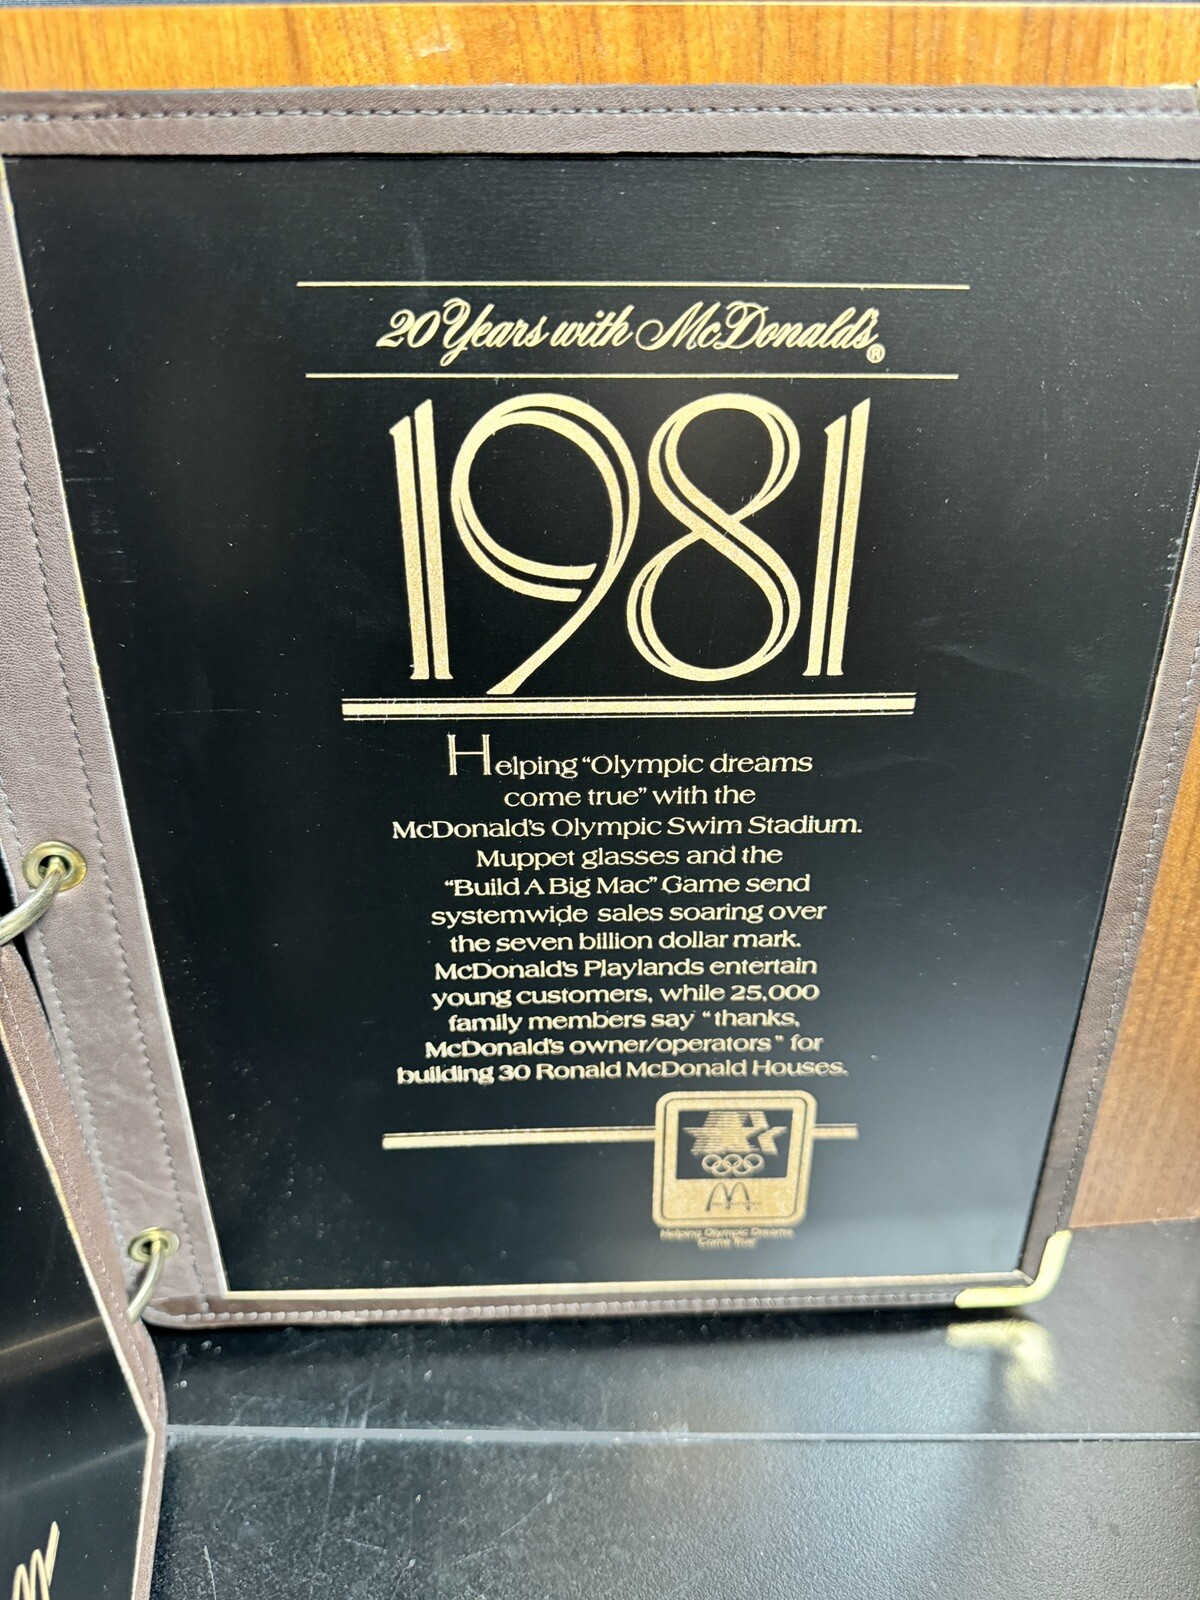 20 Years with McDonald's®
1981
Helping “Olympic dreams
come true” with the
McDonald's Olympic Swim Stadium.
Muppet glasses and the
“Build A Big Mac” Game send
systemwide sales soaring over
the seven billion dollar mark.
McDonald's Playlands entertain
young customers, while 25,000
family members say “thanks,
McDonald's owner/operators” for
building 30 Ronald McDonald Houses.
Helping Olympic Dreams
Come True